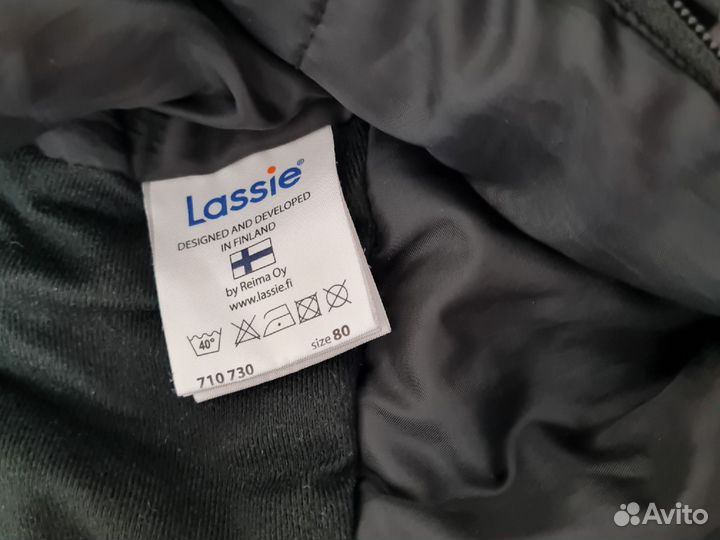 Lassie®
DESIGNED AND DEVELOPED
IN FINLAND
by Reima Oy
www.lassie.fi
40°
size 80
710 730
Avito